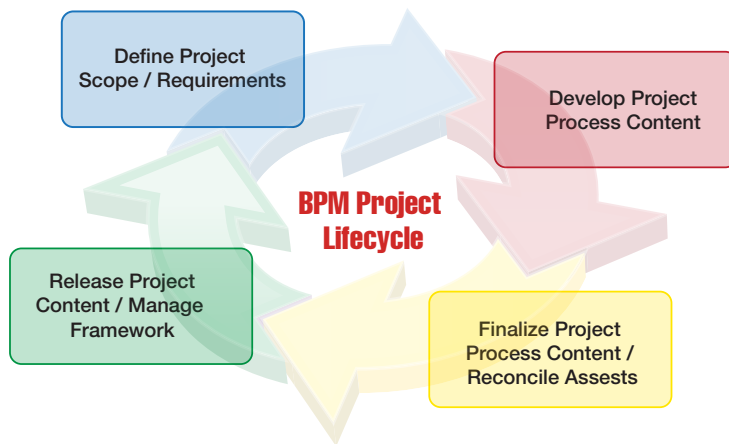 Define Project
Scope / Requirements
Develop Project
Process Content
BPM Project
Lifecycle
Release Project
Content / Manage
Framework
Finalize Project
Process Content /
Reconcile Assests